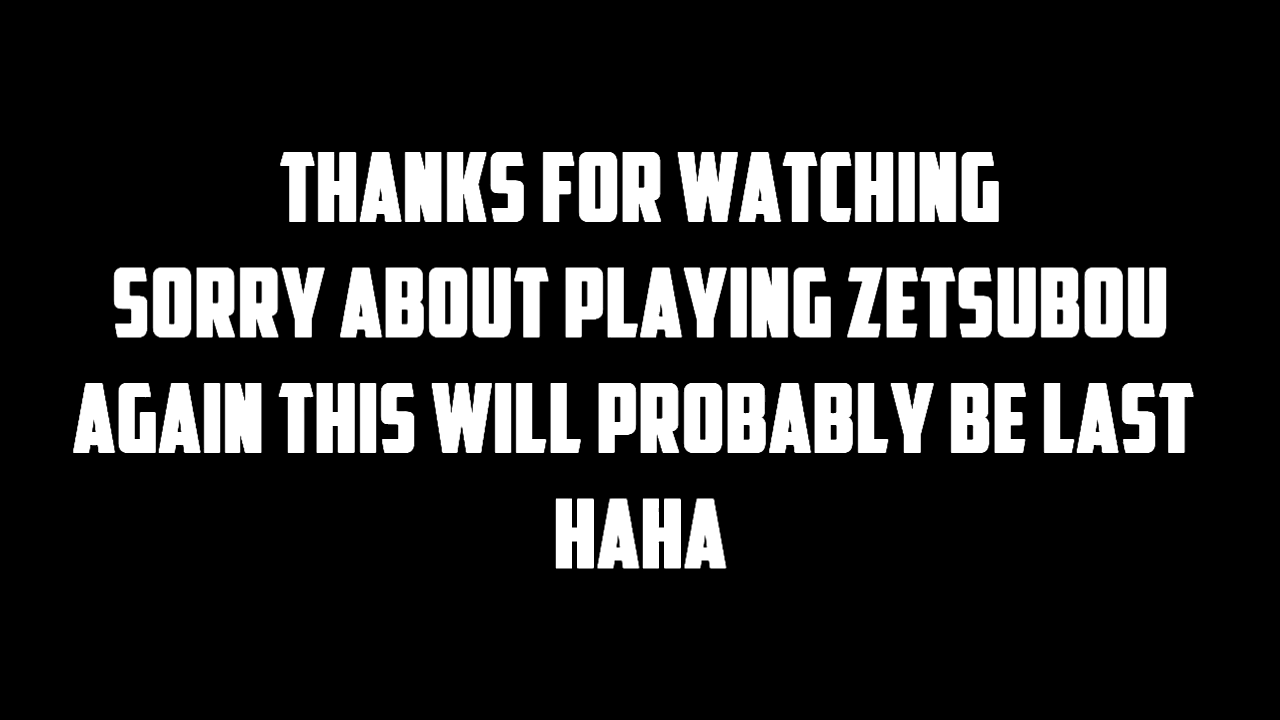 THANKS FOR WATCHING
SORRY ABOUT PLAYING ZETSUBOU
AGAIN THIS WILL PROBABLY BE LAST
HAHA